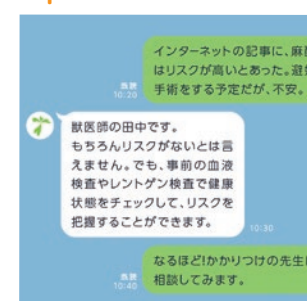 インターネットの記事に、麻
はリスクが高いとあった。避
手術をする予定だが、不安。
既読
10:20
獣医師の田中です。
もちろんリスクがないとは言
えません。でも、事前の血液
検査やレントゲン検査で健康
状態をチェックして、リスクを
把握することができます。
10:30
なるほど!かかりつけの先生に
相談してみます。
既読
10:40